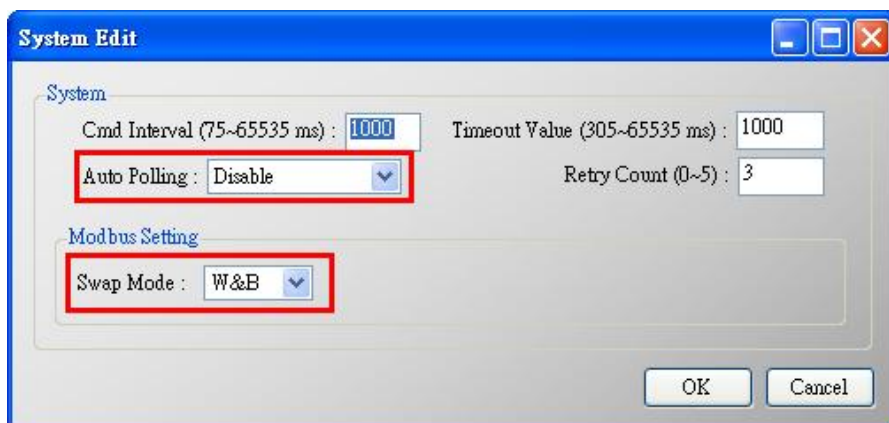 System Edit
System
Cmd Interval (75~65535 ms) : 1000 Timeout Value (305~65535 ms) : 1000
Auto Polling : Disable Retry Count (0~5) : 3
Modbus Setting
Swap Mode : W&B
OK Cancel